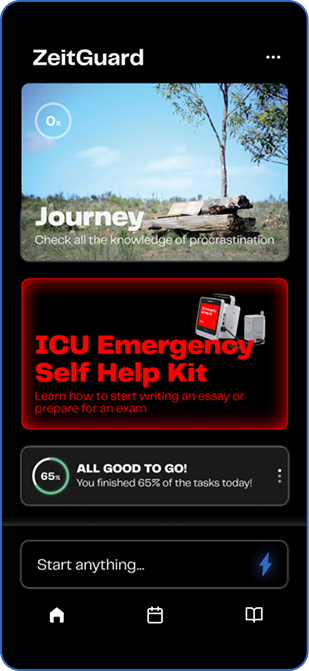 ZeitGuard
0%
Journey
Check all the knowledge of procrastination
ICU Emergency
Self Help Kit
Learn how to start writing an essay or
prepare for an exam
65%
ALL GOOD TO GO!
You finished 65% of the tasks today!
Start anything...